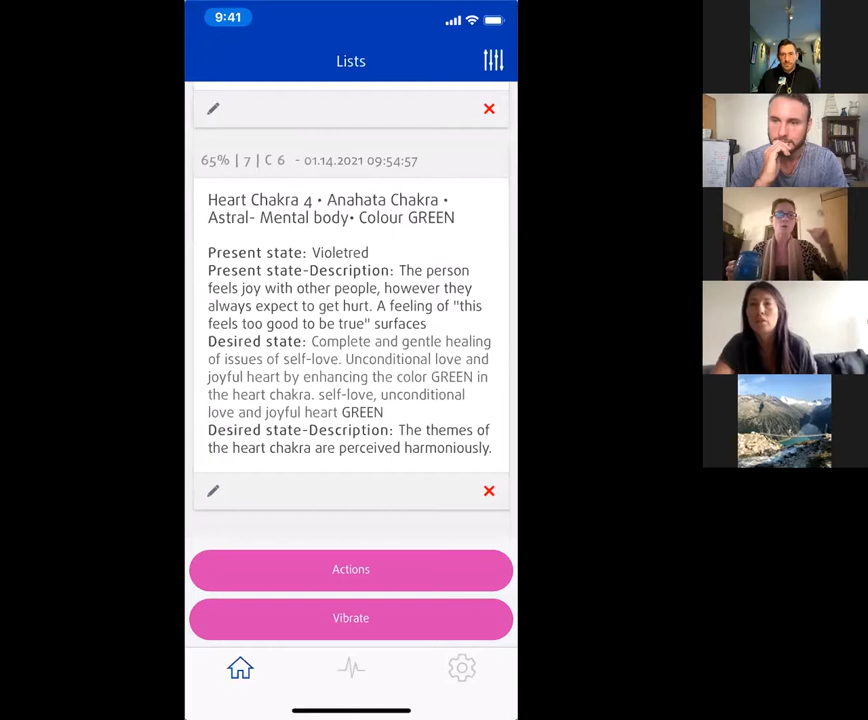 9:41
Lists
65% | 7 | C 6 - 01.14.2021 09:54:57
Heart Chakra 4 • Anahata Chakra •
Astral- Mental body• Colour GREEN
Present state: Violetred
Present state-Description: The person
feels joy with other people, however they
always expect to get hurt. A feeling of "this
feels too good to be true" surfaces
Desired state: Complete and gentle healing
of issues of self-love. Unconditional love and
joyful heart by enhancing the color GREEN in
the heart chakra. self-love, unconditional
love and joyful heart GREEN
Desired state-Description: The themes of
the heart chakra are perceived harmoniously.
Actions
Vibrate